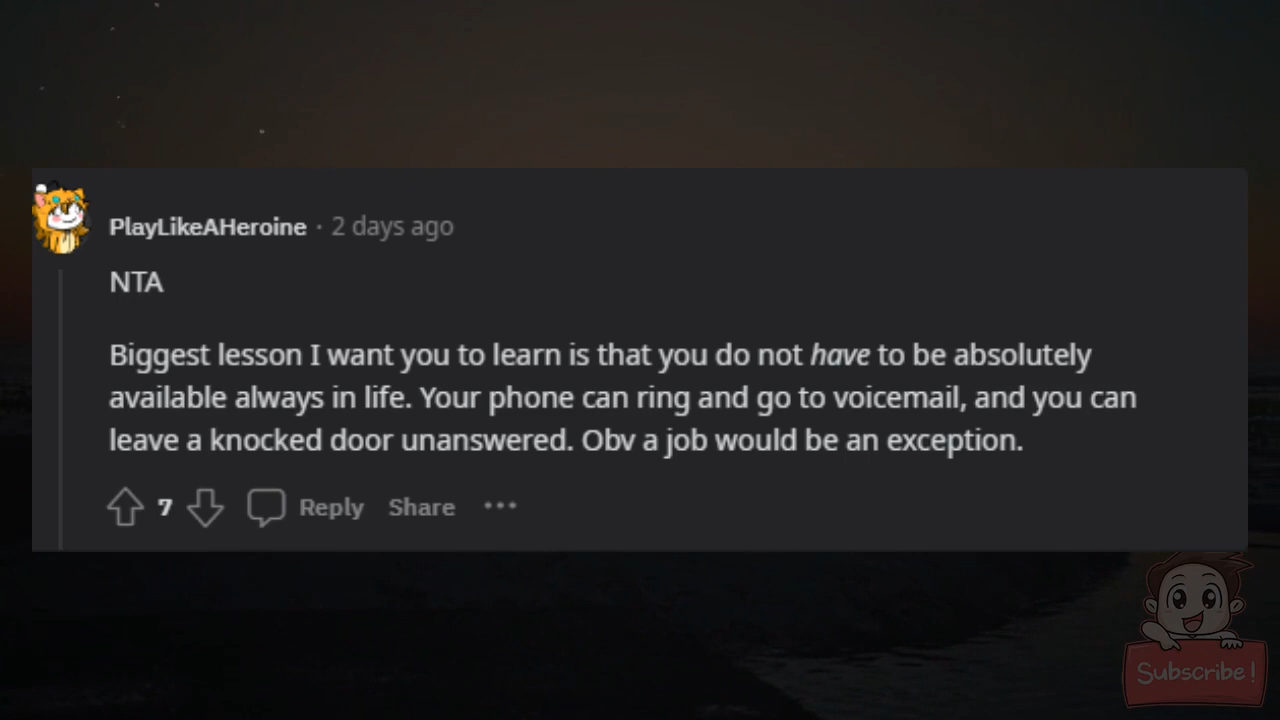 PlayLikeAHeroine · 2 days ago
NTA
Biggest lesson I want you to learn is that you do not have to be absolutely
available always in life. Your phone can ring and go to voicemail, and you can
leave a knocked door unanswered. Obv a job would be an exception.
7 Reply Share ...
Subscribe!